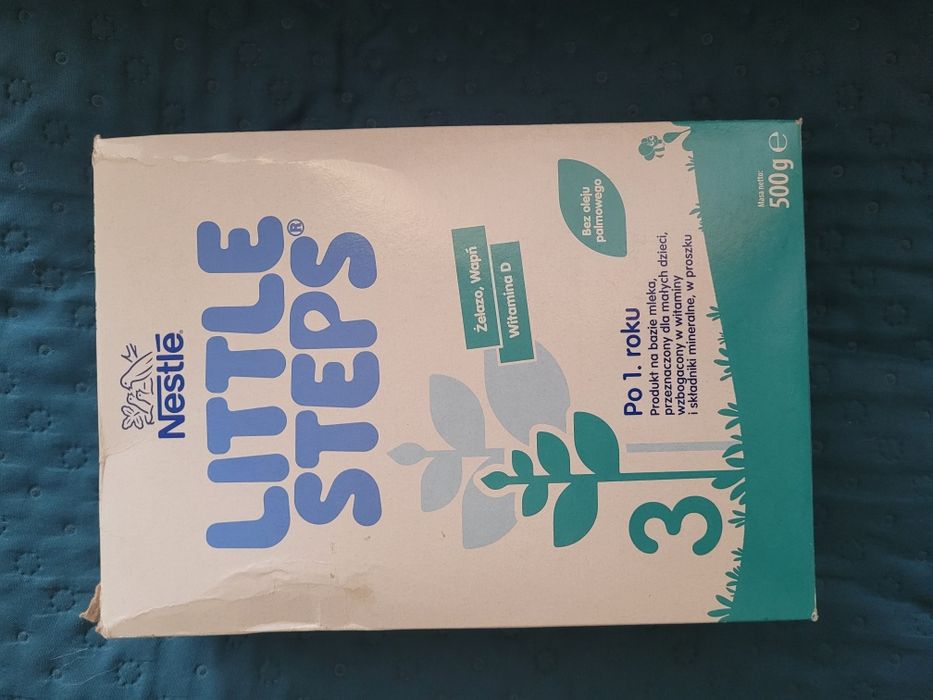 Nestlé®
LITTLE
STEPS®
Żelazo, Wapń
Witamina D
Bez oleju
palmowego
3
Po 1. roku
Produkt na bazie mleka,
przeznaczony dla małych dzieci,
wzbogacony w witaminy
i składniki mineralne, w proszku
Masa netto:
500 g e